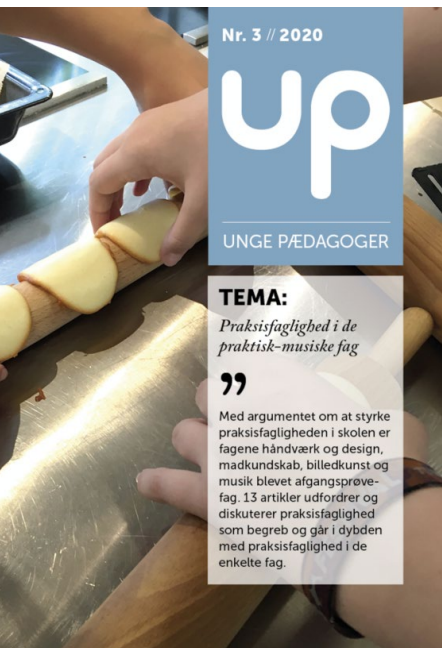 Nr. 3 // 2020
up
UNGE PÆDAGOGER
TEMA:
Praksisfaglighed i de
praktisk-musiske fag
”
Med argumentet om at styrke
praksisfagligheden i skolen er
fagene håndværk og design,
madkundskab, billedkunst og
musik blevet afgangsprøve-
fag. 13 artikler udfordrer og
diskuterer praksisfaglighed
som begreb og går i dybden
med praksisfaglighed i de
enkelte fag.